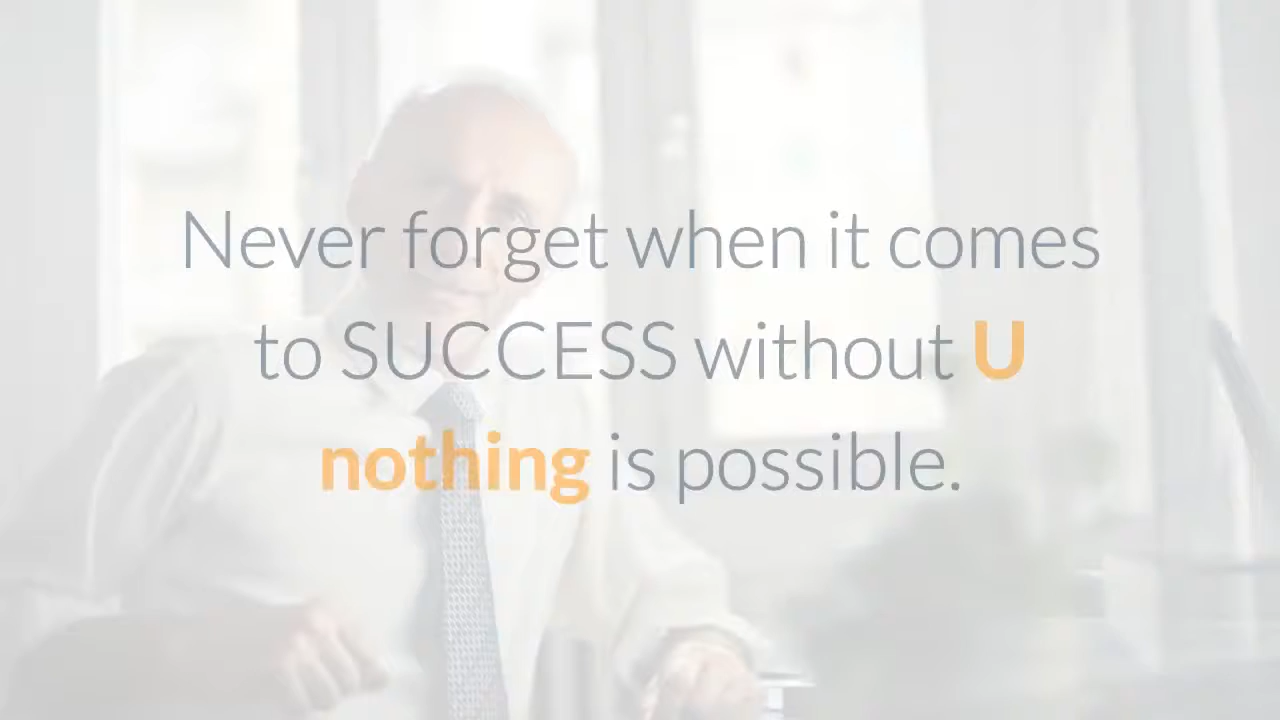 Never forget when it comes
to SUCCESS without U
nothing is possible.